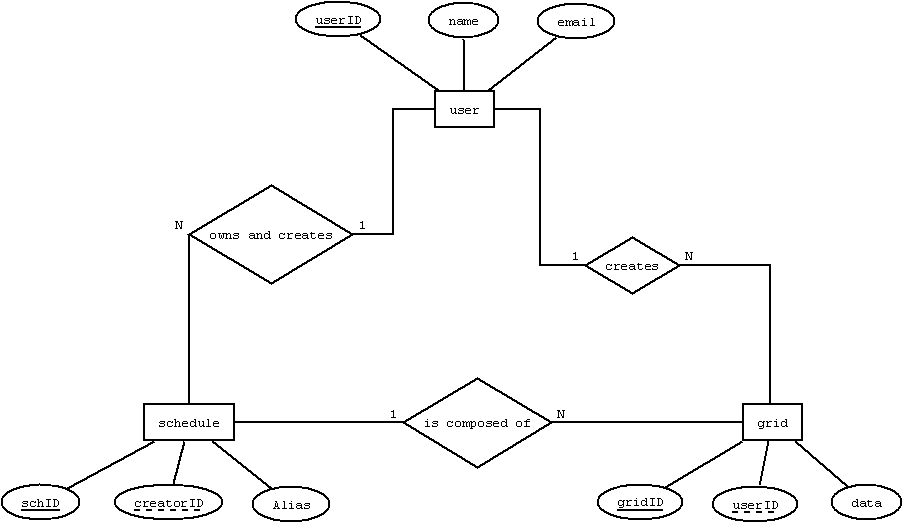 userID
name
email
user
N
owns and creates
1
1
creates
N
schedule
1
is composed of
N
grid
schID
creatorID
Alias
gridID
userID
data